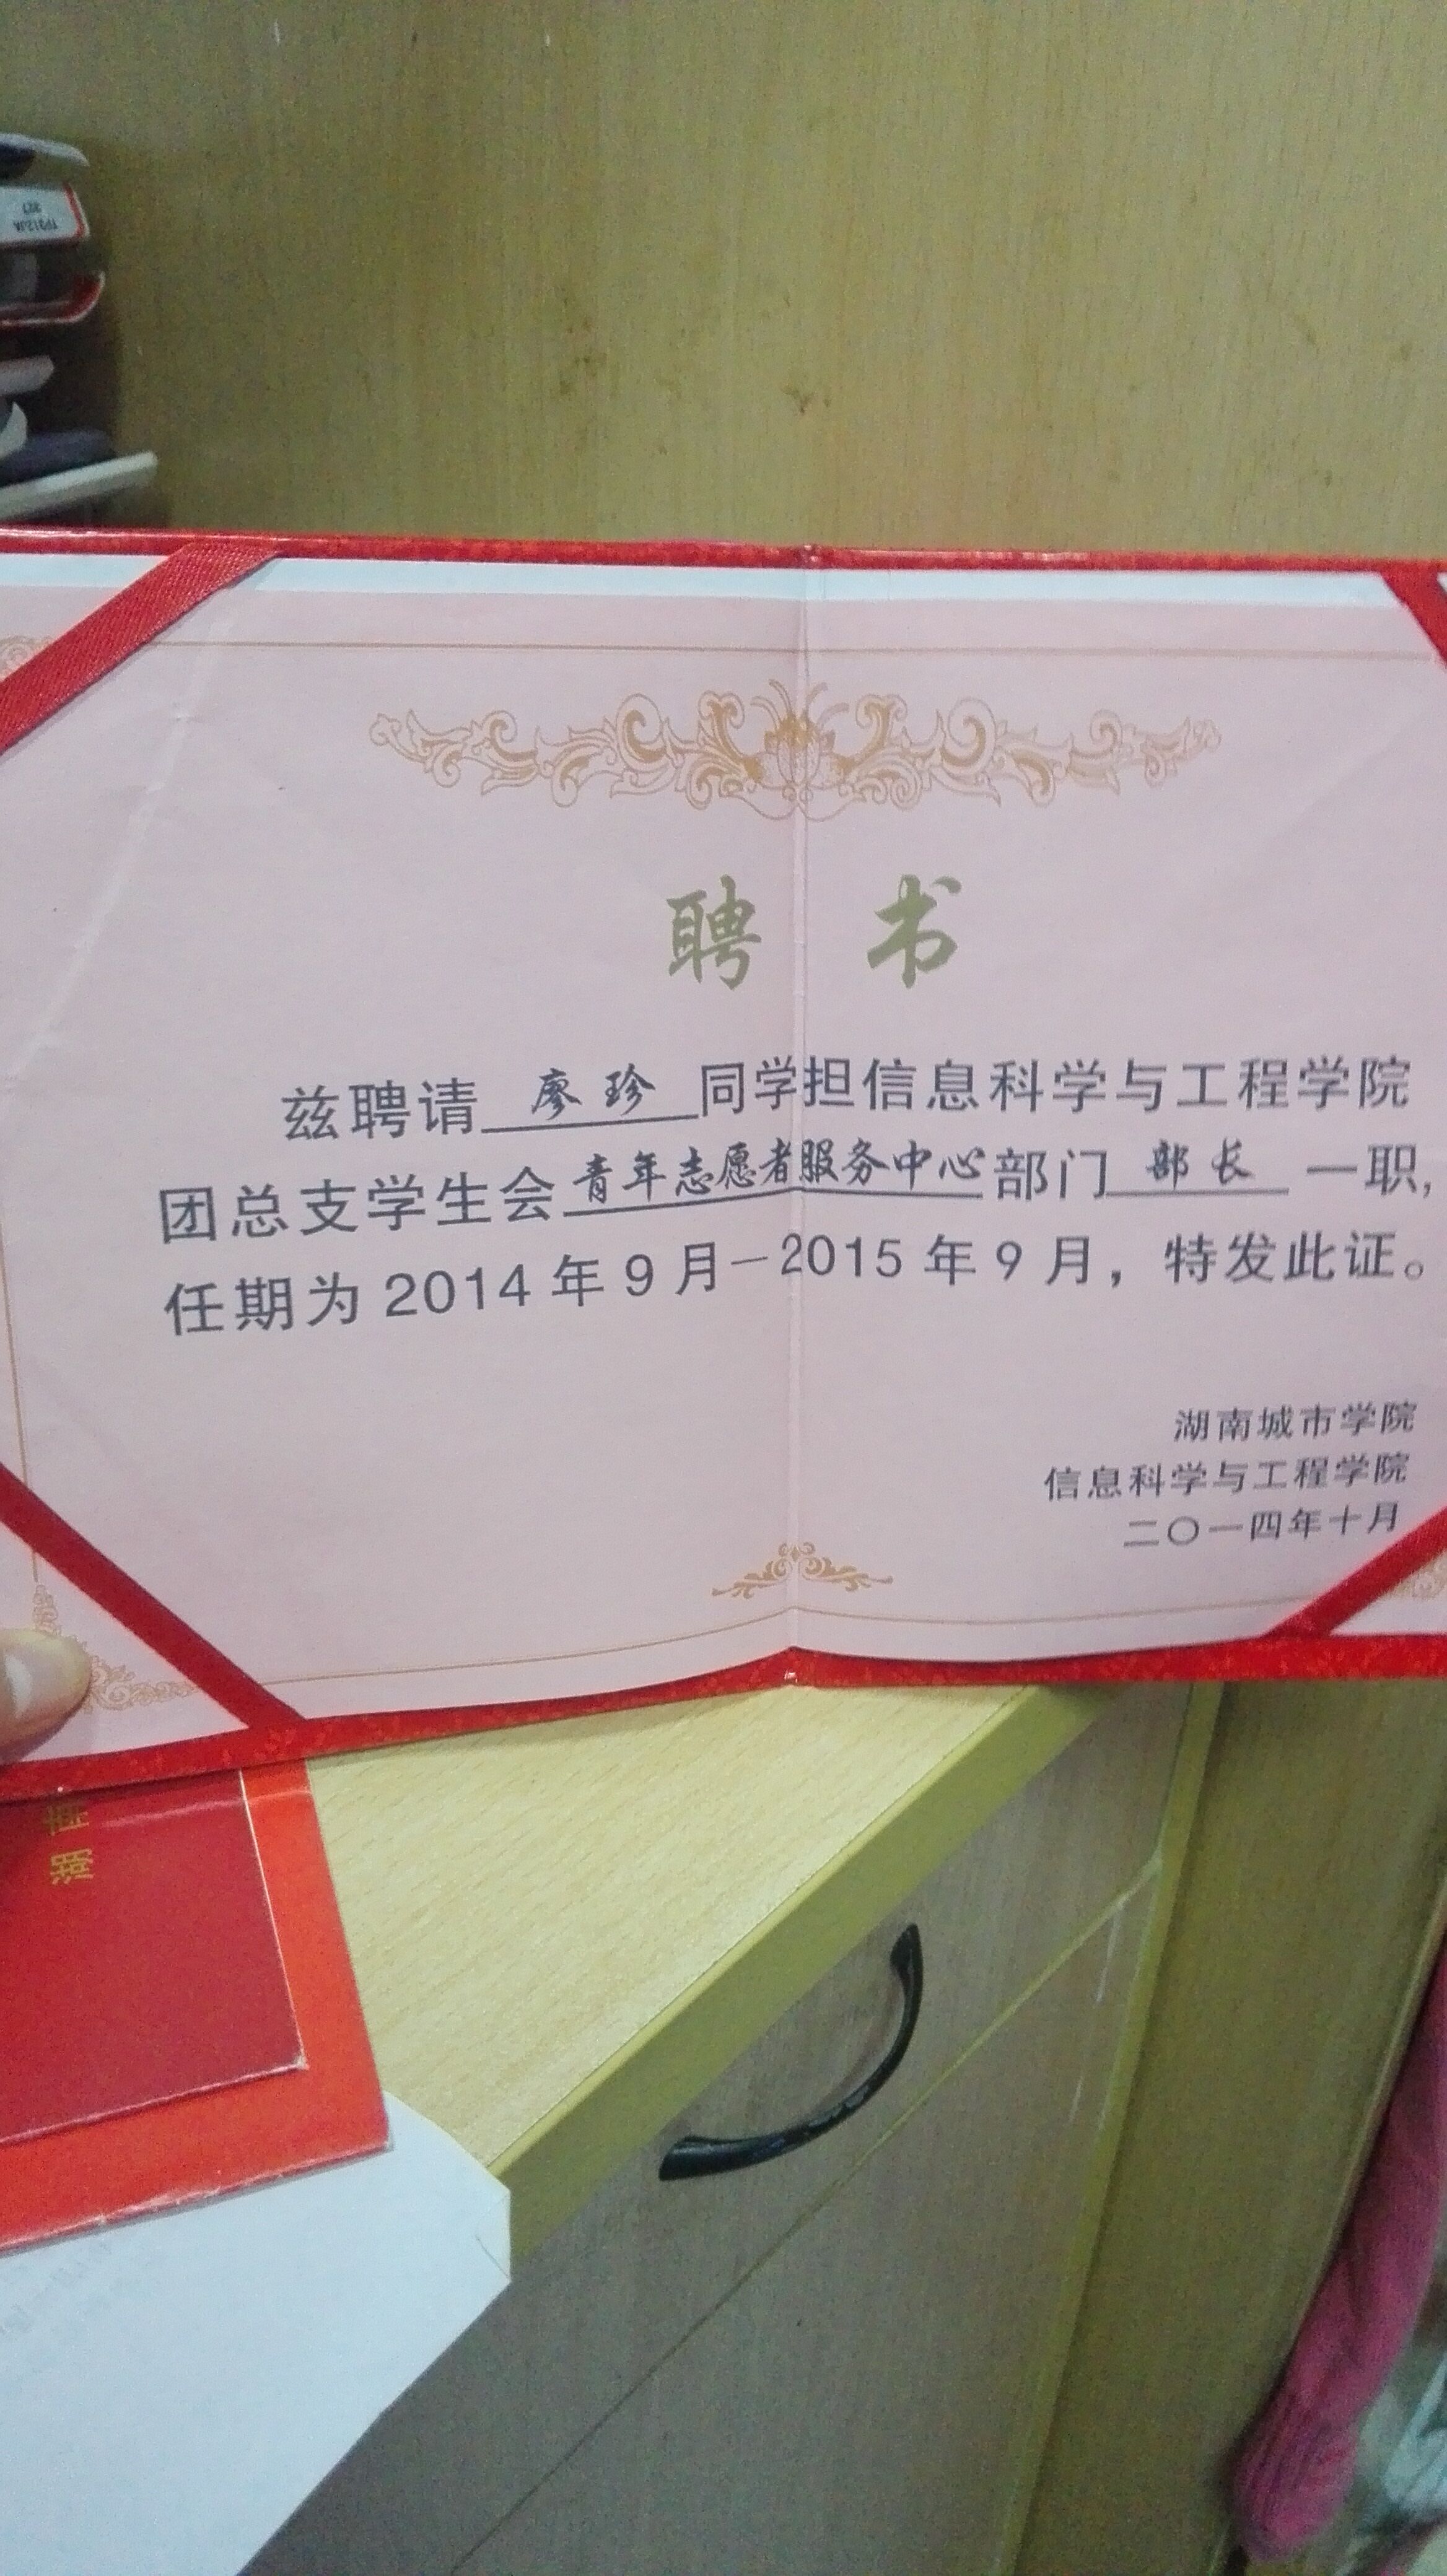 TP312JA
327
聘 书
兹聘请 廖珍 同学担信息科学与工程学院
团总支学生会青年志愿者服务中心部门 部长 一职,
任期为 2014 年 9 月－2015 年 9 月，特发此证。
湖南城市学院
信息科学与工程学院
二〇一四年十月
湖南